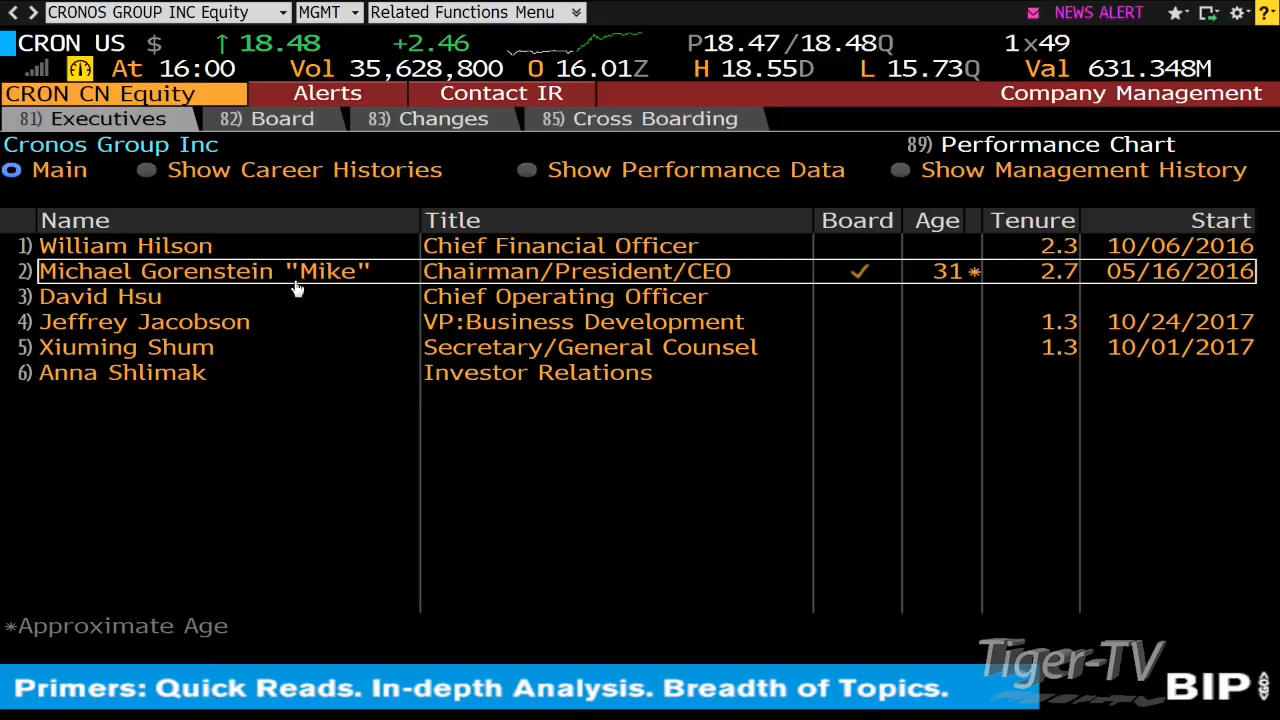 CRONOS GROUP INC Equity MGMT Related Functions Menu NEWS ALERT ?
CRON US $ ↑ 18.48 +2.46 P18.47/18.48Q 1×49
At 16:00 Vol 35,628,800 O 16.01Z H 18.55D L 15.73Q Val 631.348M
CRON CN Equity Alerts Contact IR Company Management
81) Executives 82) Board 83) Changes 85) Cross Boarding
Cronos Group Inc 89) Performance Chart
Main Show Career Histories Show Performance Data Show Management History
Name Title Board Age Tenure Start
1) William Hilson Chief Financial Officer 2.3 10/06/2016
2) Michael Gorenstein "Mike" Chairman/President/CEO ✓ 31 * 2.7 05/16/2016
3) David Hsu Chief Operating Officer
4) Jeffrey Jacobson VP:Business Development 1.3 10/24/2017
5) Xiuming Shum Secretary/General Counsel 1.3 10/01/2017
6) Anna Shlimak Investor Relations
*Approximate Age
Tiger-TV
Primers: Quick Reads. In-depth Analysis. Breadth of Topics.
BIP